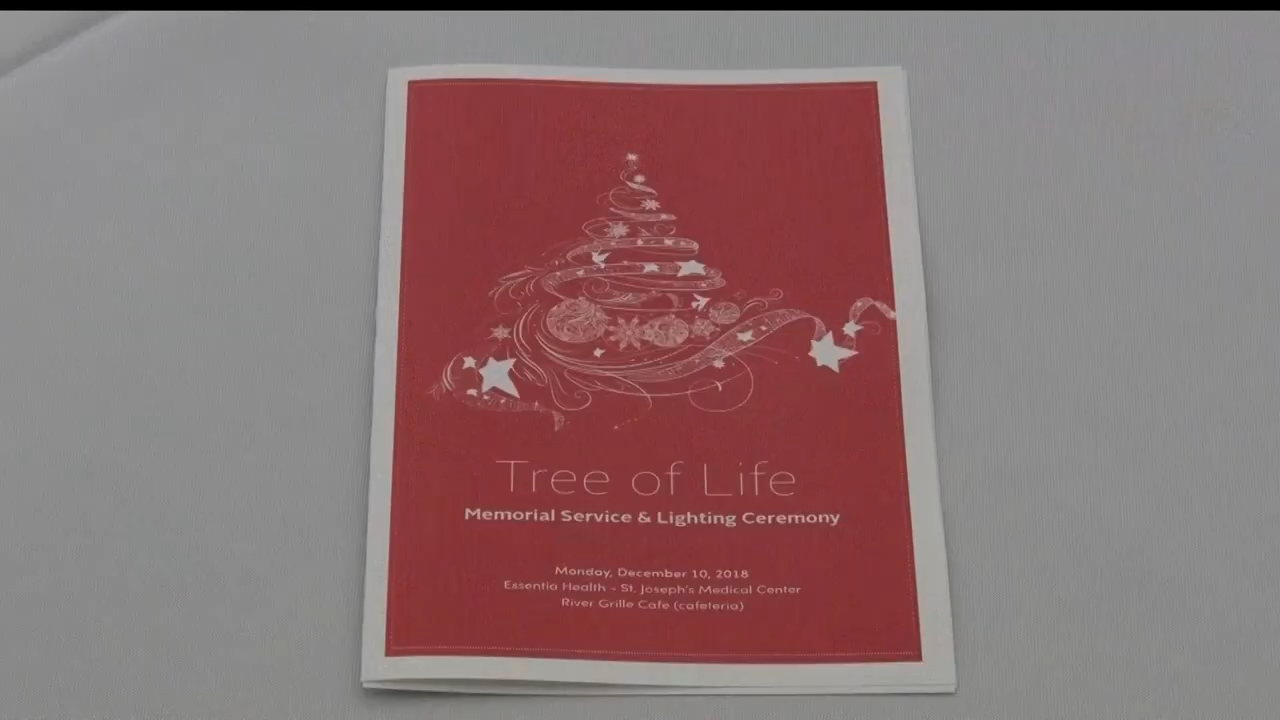 Tree of Life
Memorial Service & Lighting Ceremony
Monday, December 10, 2018
Essentia Health - St. Joseph's Medical Center
River Grille Cafe (cafeteria)